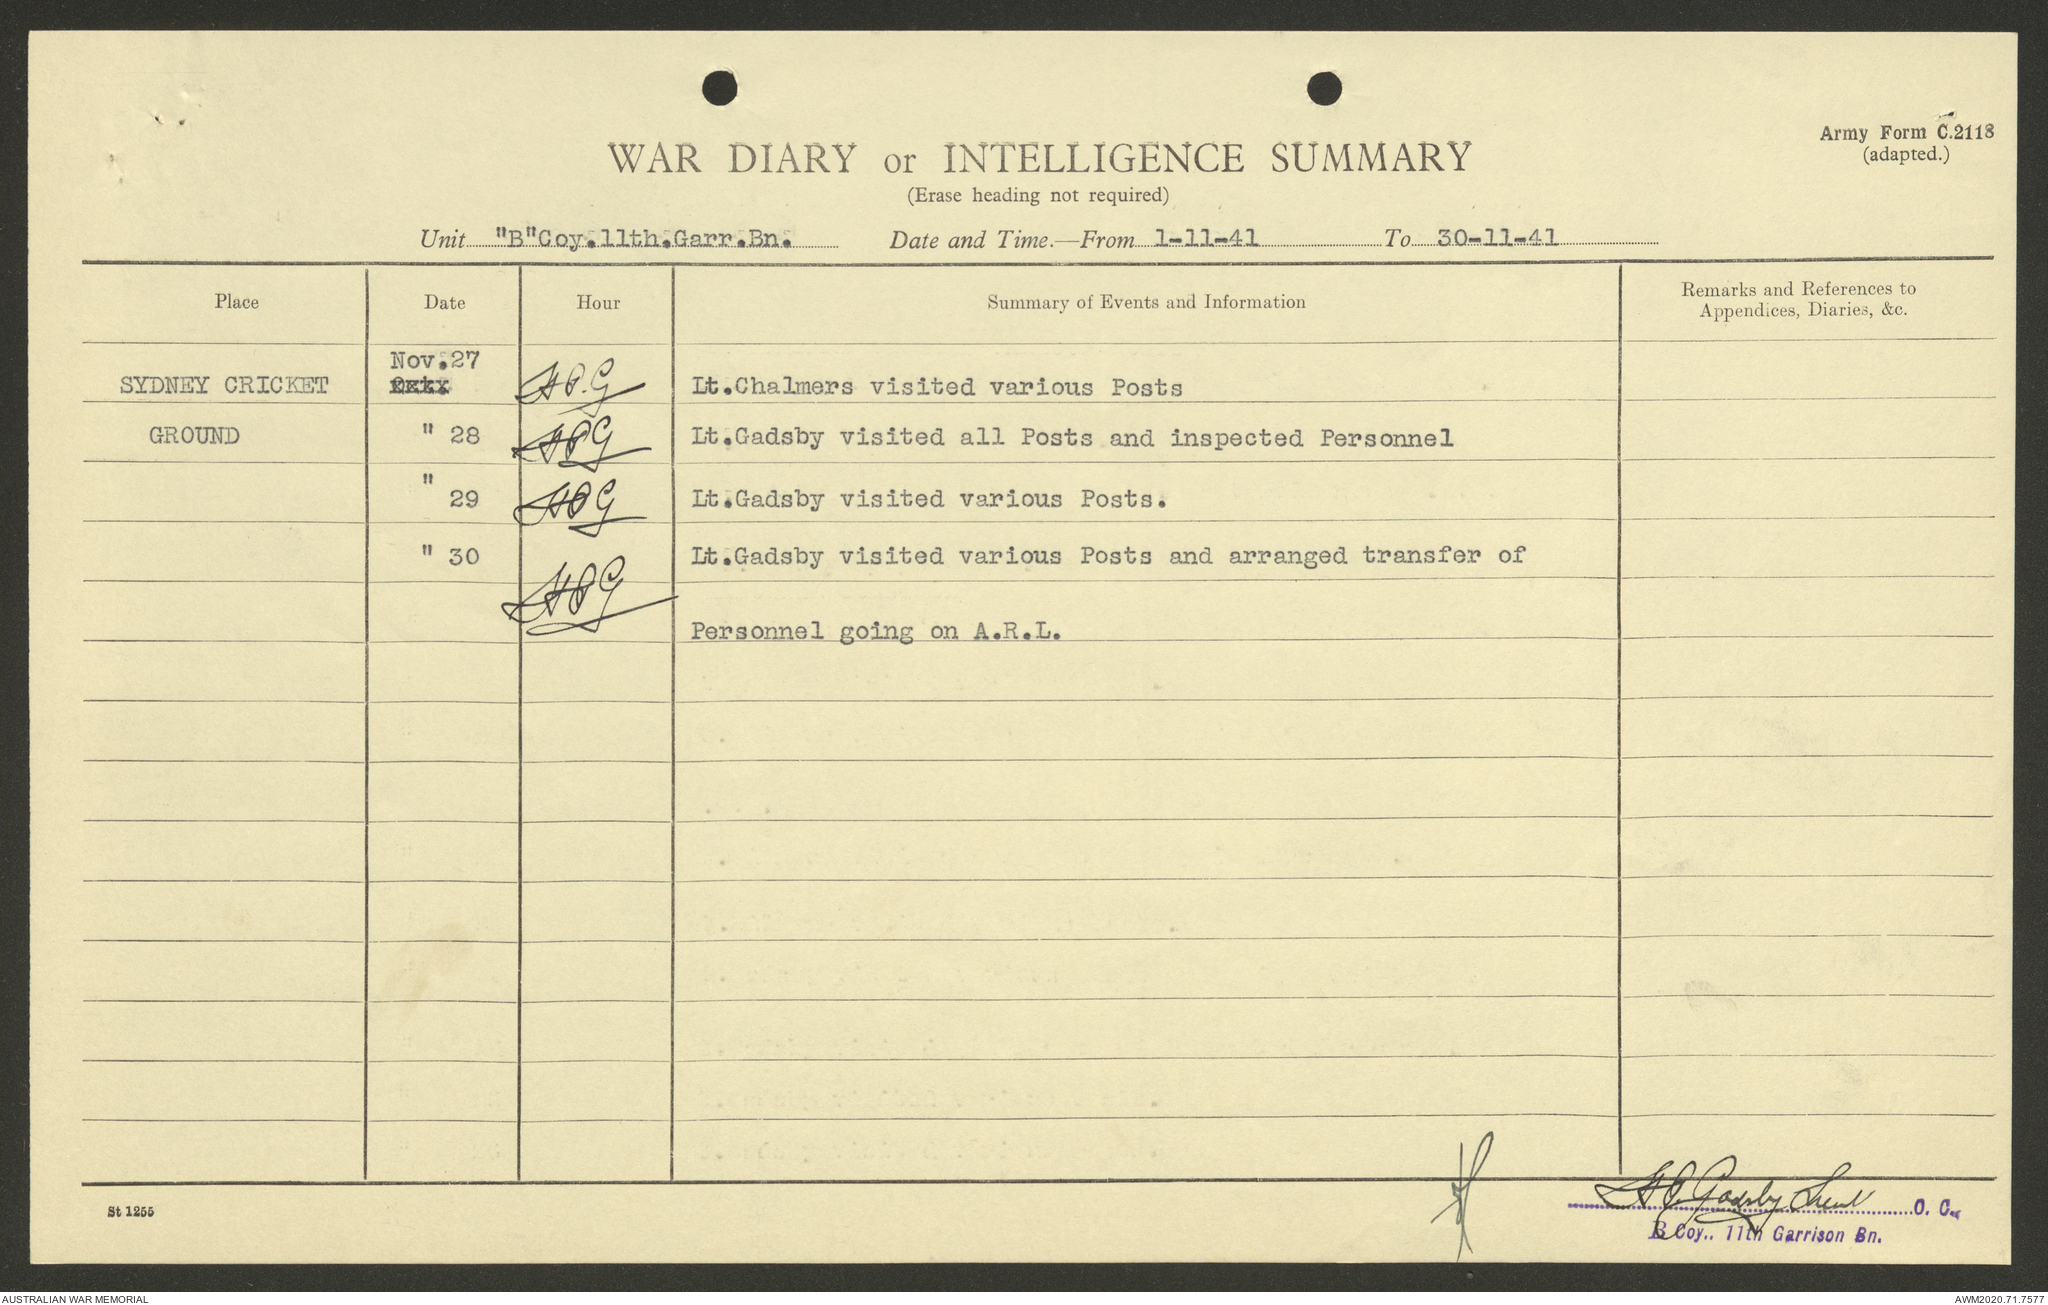 Army Form C.2118
(adapted.)
WAR DIARY or INTELLIGENCE SUMMARY
(Erase heading not required)
Unit "B"Coy.11th.Garr.Bn. Date and Time.—From 1-11-41 To 30-11-41
Place Date Hour Summary of Events and Information Remarks and References to Appendices, Diaries, &c.
Nov.27
SYDNEY CRICKET Lt.Chalmers visited various Posts
GROUND " 28 Lt.Gadsby visited all Posts and inspected Personnel
" 29 Lt.Gadsby visited various Posts.
" 30 Lt.Gadsby visited various Posts and arranged transfer of
Personnel going on A.R.L.
Gadsby Lieut O. C.
St 1255
B Coy., 11th Garrison Bn.
AUSTRALIAN WAR MEMORIAL AWM2020.71.7577